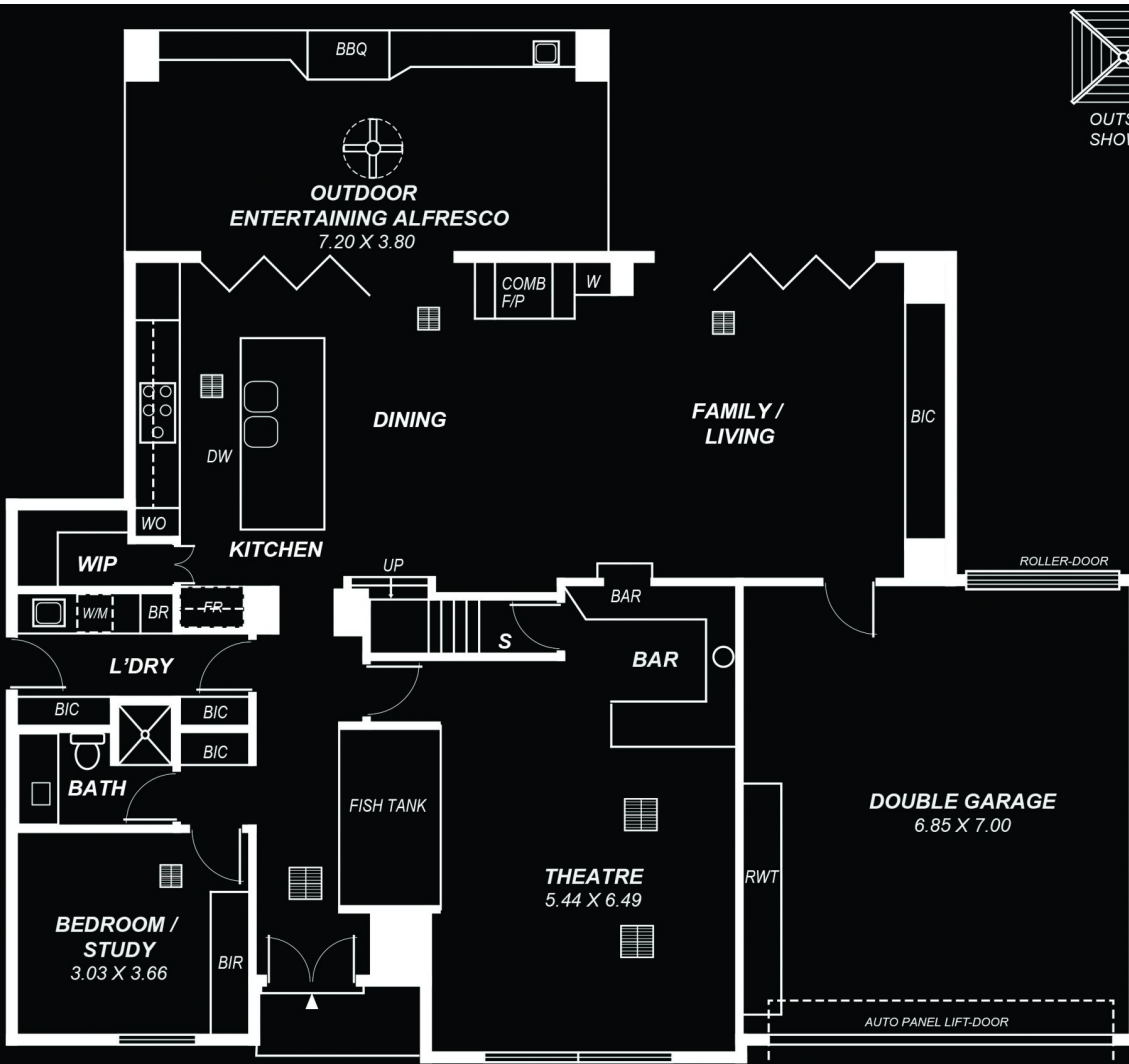 BBQ
OUTDOOR
ENTERTAINING ALFRESCO
7.20 X 3.80
COMB
F/P
W
DINING
FAMILY /
LIVING
BIC
DW
WO
KITCHEN
WIP
UP
ROLLER-DOOR
W/M
BR
FR
BAR
S
BAR
L'DRY
BIC
BIC
BIC
BATH
FISH TANK
DOUBLE GARAGE
6.85 X 7.00
THEATRE
5.44 X 6.49
RWT
BEDROOM /
STUDY
3.03 X 3.66
BIR
AUTO PANEL LIFT-DOOR